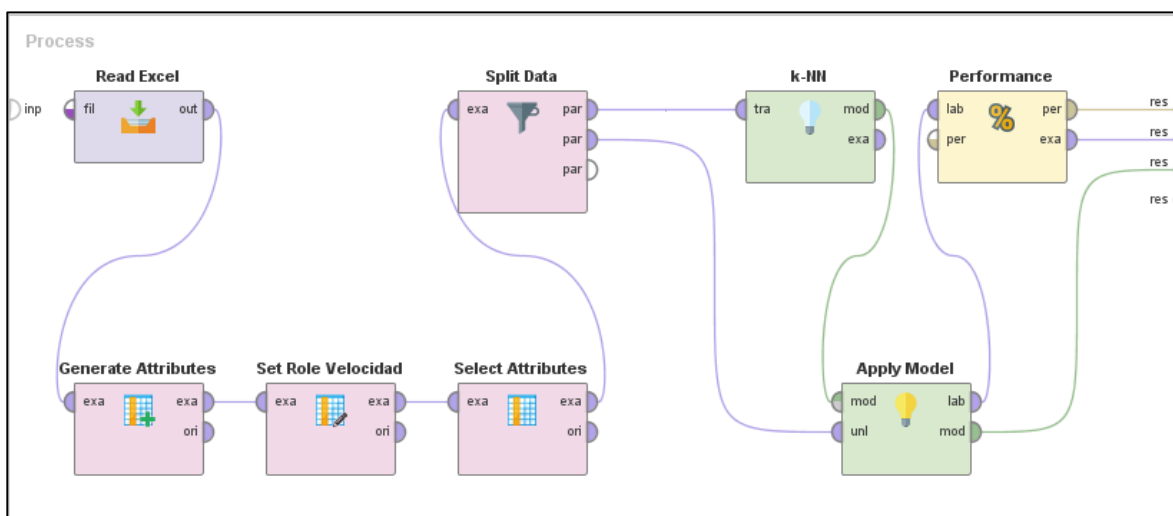 Process
Read Excel
Split Data
k-NN
Performance
inp
fil
out
exa
par
tra
mod
lab
%
per
res
par
exa
per
exa
res
par
res
res
Generate Attributes
Set Role Velocidad
Select Attributes
Apply Model
exa
exa
exa
exa
exa
exa
mod
lab
ori
ori
ori
unl
mod